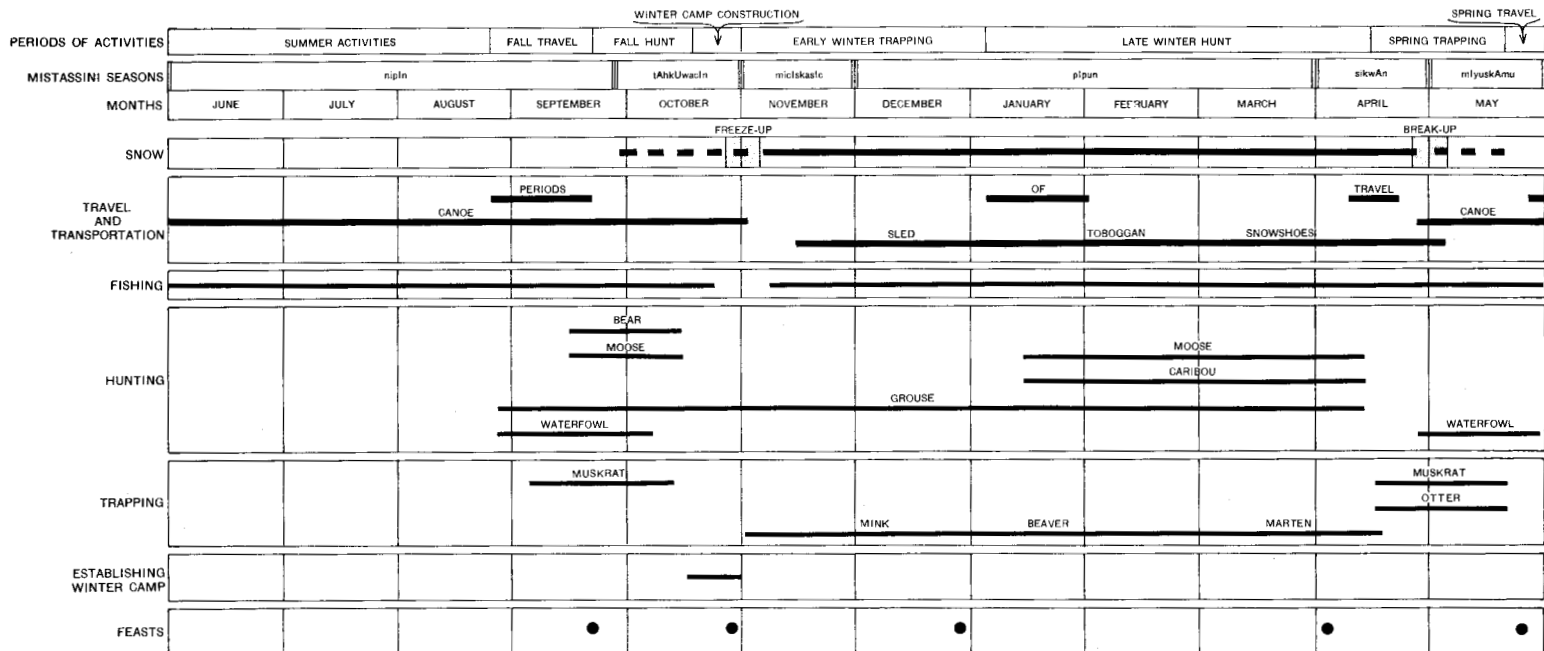 WINTER CAMP CONSTRUCTION SPRING TRAVEL
PERIODS OF ACTIVITIES SUMMER ACTIVITIES FALL TRAVEL FALL HUNT EARLY WINTER TRAPPING LATE WINTER HUNT SPRING TRAPPING
MISTASSINI SEASONS nipIn tAhkUwacIn micIskasIc pIpun sikwAn mIyuskAmu
MONTHS JUNE JULY AUGUST SEPTEMBER OCTOBER NOVEMBER DECEMBER JANUARY FEBRUARY MARCH APRIL MAY
FREEZE-UP BREAK-UP
SNOW
PERIODS OF TRAVEL
TRAVEL
AND
TRANSPORTATION
CANOE CANOE
SLED TOBOGGAN SNOWSHOES
FISHING
BEAR
MOOSE MOOSE
HUNTING
CARIBOU
GROUSE
WATERFOWL WATERFOWL
MUSKRAT MUSKRAT
TRAPPING
OTTER
MINK BEAVER MARTEN
ESTABLISHING
WINTER CAMP
FEASTS